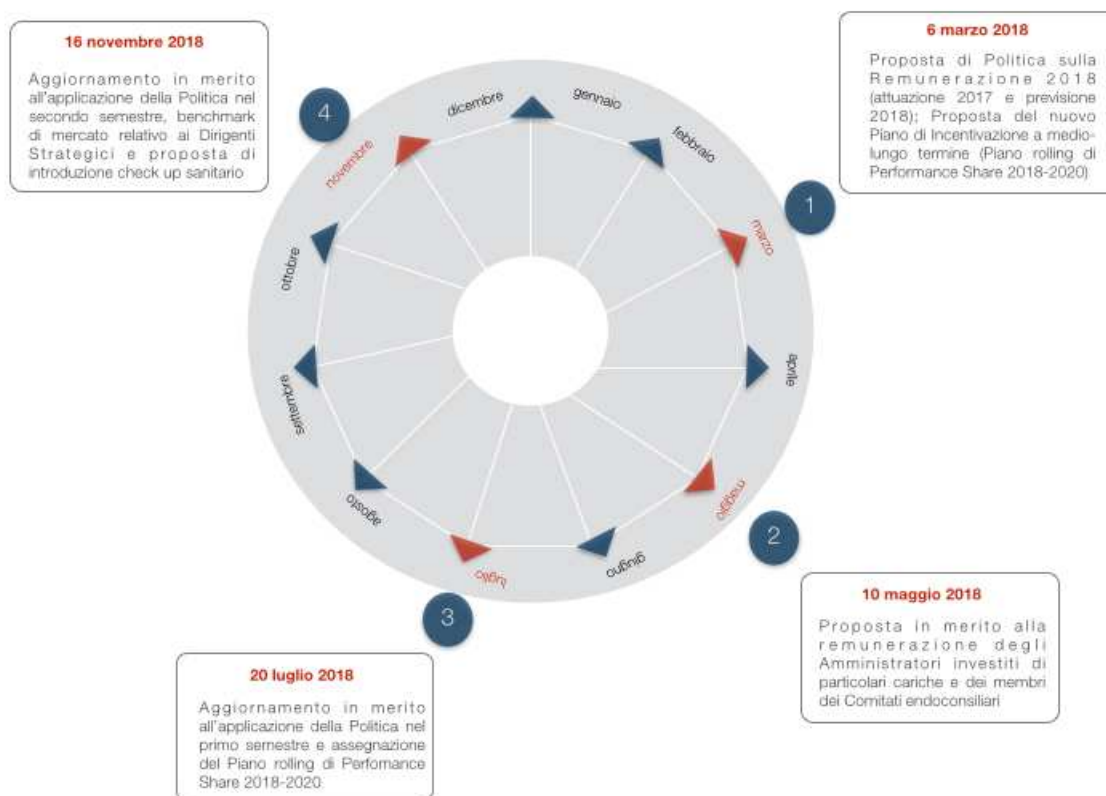 16 novembre 2018
Aggiornamento in merito
all'applicazione della Politica nel
secondo semestre, benchmark
di mercato relativo ai Dirigenti
Strategici e proposta di
introduzione check up sanitario
6 marzo 2018
Proposta di Politica sulla
Remunerazione 2018
(attuazione 2017 e previsione
2018); Proposta del nuovo
Piano di Incentivazione a medio-
lungo termine (Piano rolling di
Performance Share 2018-2020)
gennaio
febbraio
1
marzo
aprile
maggio
2
giugno
luglio
3
agosto
settembre
ottobre
4
novembre
dicembre
10 maggio 2018
Proposta in merito alla
remunerazione degli
Amministratori investiti di
particolari cariche e dei membri
dei Comitati endoconsiliari
20 luglio 2018
Aggiornamento in merito
all'applicazione della Politica nel
primo semestre e assegnazione
del Piano rolling di Perfomance
Share 2018-2020